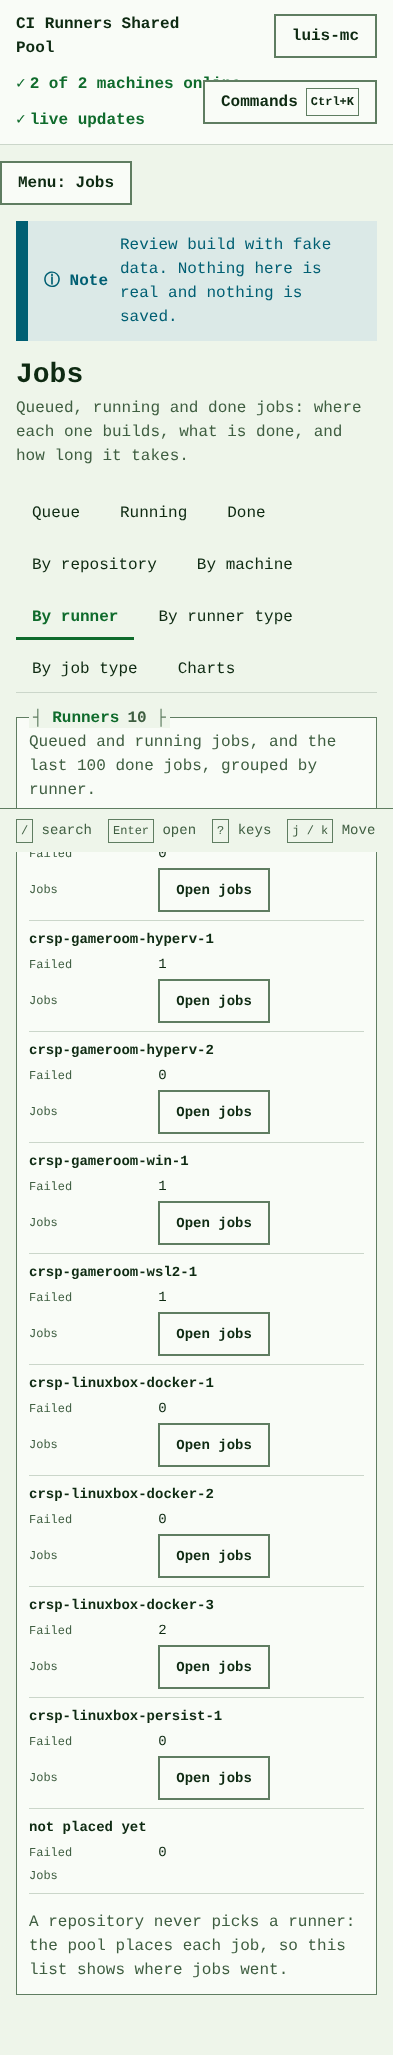 CI Runners Shared
Pool
luis-mc
✓ 2 of 2 machines online
Commands Ctrl+K
✓ live updates
Menu: Jobs
ⓘ Note
Review build with fake
data. Nothing here is
real and nothing is
saved.
Jobs
Queued, running and done jobs: where
each one builds, what is done, and
how long it takes.
Queue Running Done
By repository By machine
By runner By runner type
By job type Charts
Runners 10
Queued and running jobs, and the
last 100 done jobs, grouped by
runner.
/ search Enter open ? keys j / k Move
Failed 0
Jobs Open jobs
crsp-gameroom-hyperv-1
Failed 1
Jobs Open jobs
crsp-gameroom-hyperv-2
Failed 0
Jobs Open jobs
crsp-gameroom-win-1
Failed 1
Jobs Open jobs
crsp-gameroom-wsl2-1
Failed 1
Jobs Open jobs
crsp-linuxbox-docker-1
Failed 0
Jobs Open jobs
crsp-linuxbox-docker-2
Failed 0
Jobs Open jobs
crsp-linuxbox-docker-3
Failed 2
Jobs Open jobs
crsp-linuxbox-persist-1
Failed 0
Jobs Open jobs
not placed yet
Failed 0
Jobs
A repository never picks a runner:
the pool places each job, so this
list shows where jobs went.